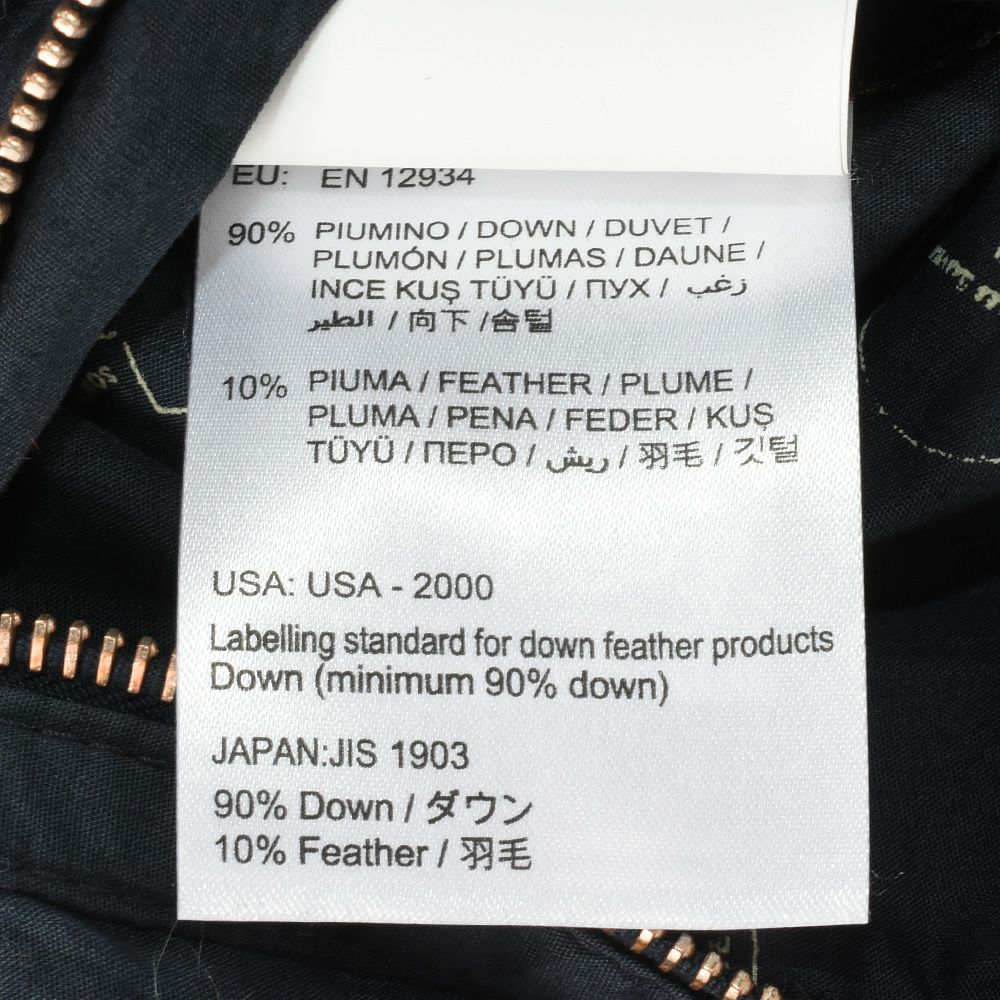 EU: EN 12934
90% PIUMINO / DOWN / DUVET /
PLUMÓN / PLUMAS / DAUNE /
INCE KUŞ TÜYÜ / ПУХ / زغب
الطير / 向下 /솜털
10% PIUMA / FEATHER / PLUME /
PLUMA / PENA / FEDER / KUŞ
TÜYÜ / ПЕРО / ريش / 羽毛 / 깃털
USA: USA - 2000
Labelling standard for down feather products
Down (minimum 90% down)
JAPAN:JIS 1903
90% Down / ダウン
10% Feather / 羽毛